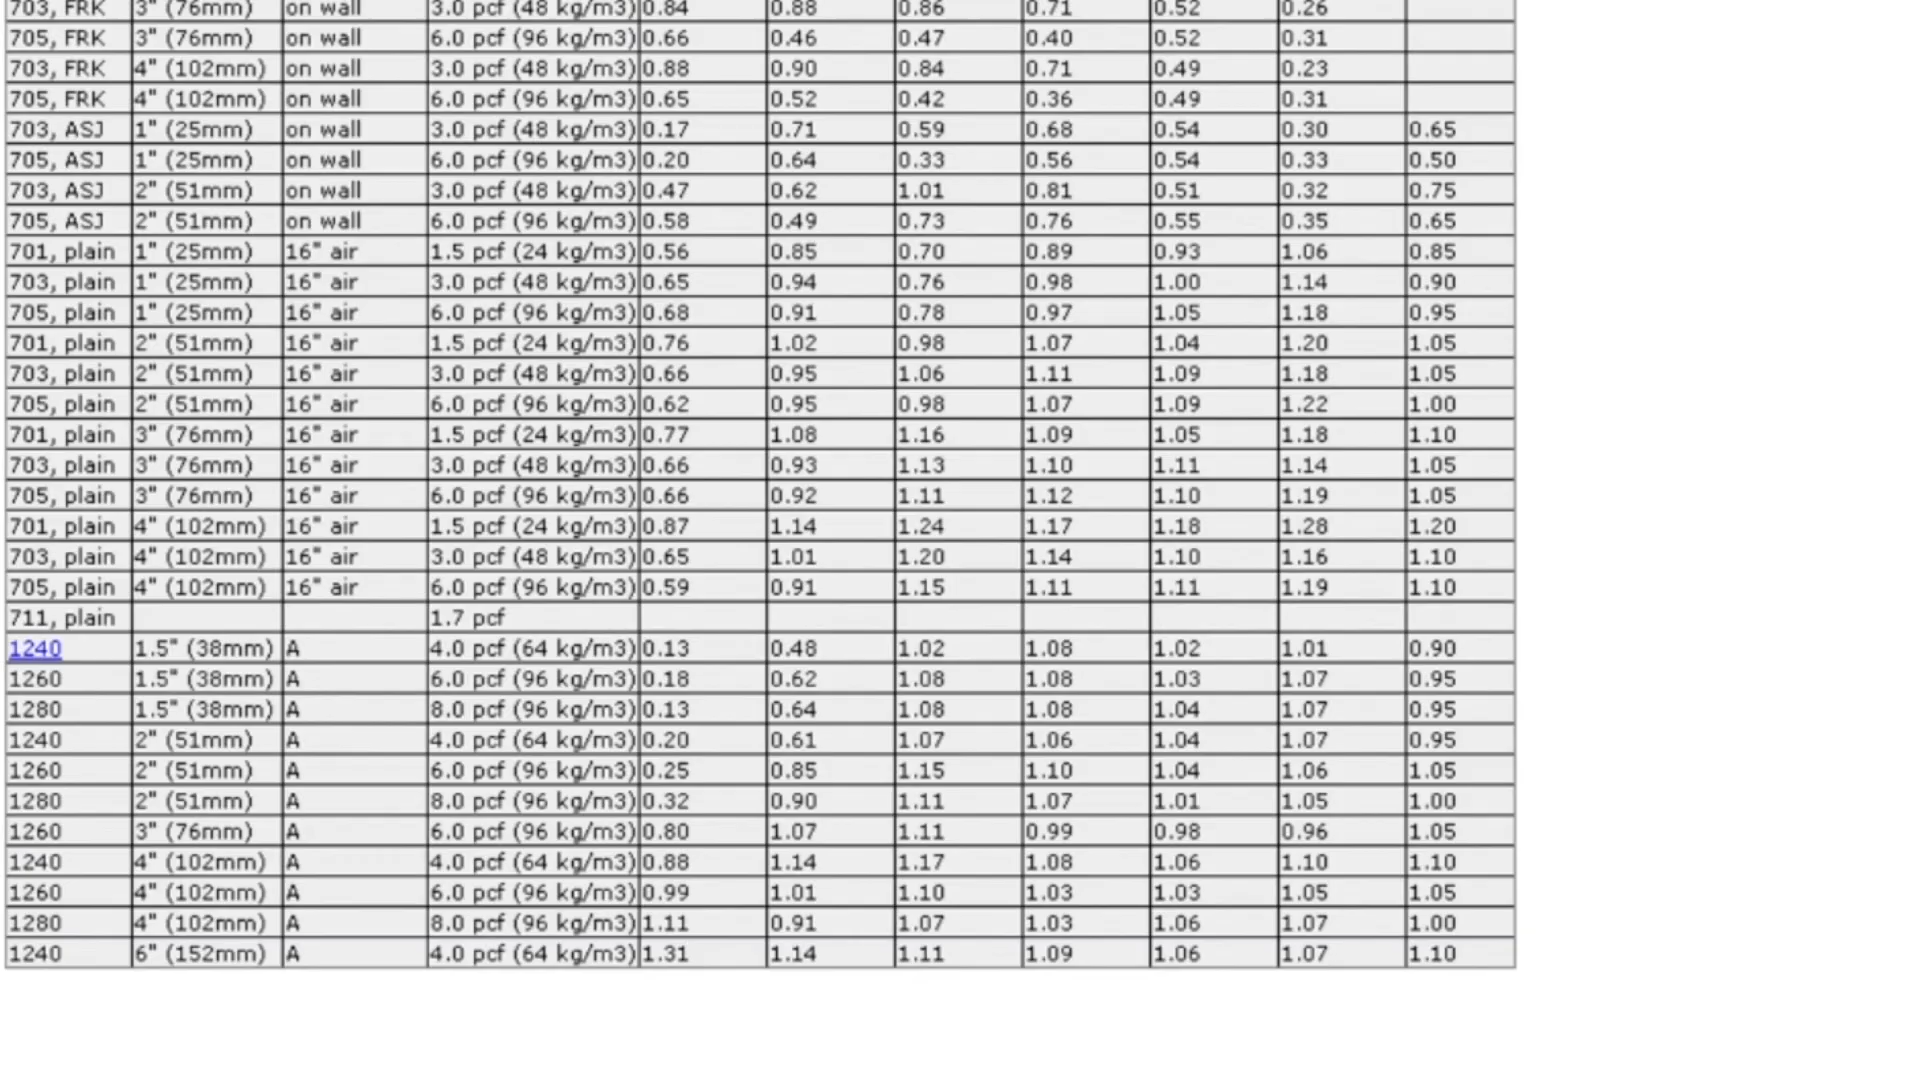 703, FRK 3" (76mm) on wall 3.0 pcf (48 kg/m3) 0.84 0.88 0.86 0.71 0.52 0.26
705, FRK 3" (76mm) on wall 6.0 pcf (96 kg/m3) 0.66 0.46 0.47 0.40 0.52 0.31
703, FRK 4" (102mm) on wall 3.0 pcf (48 kg/m3) 0.88 0.90 0.84 0.71 0.49 0.23
705, FRK 4" (102mm) on wall 6.0 pcf (96 kg/m3) 0.65 0.52 0.42 0.36 0.49 0.31
703, ASJ 1" (25mm) on wall 3.0 pcf (48 kg/m3) 0.17 0.71 0.59 0.68 0.54 0.30 0.65
705, ASJ 1" (25mm) on wall 6.0 pcf (96 kg/m3) 0.20 0.64 0.33 0.56 0.54 0.33 0.50
703, ASJ 2" (51mm) on wall 3.0 pcf (48 kg/m3) 0.47 0.62 1.01 0.81 0.51 0.32 0.75
705, ASJ 2" (51mm) on wall 6.0 pcf (96 kg/m3) 0.58 0.49 0.73 0.76 0.55 0.35 0.65
701, plain 1" (25mm) 16" air 1.5 pcf (24 kg/m3) 0.56 0.85 0.70 0.89 0.93 1.06 0.85
703, plain 1" (25mm) 16" air 3.0 pcf (48 kg/m3) 0.65 0.94 0.76 0.98 1.00 1.14 0.90
705, plain 1" (25mm) 16" air 6.0 pcf (96 kg/m3) 0.68 0.91 0.78 0.97 1.05 1.18 0.95
701, plain 2" (51mm) 16" air 1.5 pcf (24 kg/m3) 0.76 1.02 0.98 1.07 1.04 1.20 1.05
703, plain 2" (51mm) 16" air 3.0 pcf (48 kg/m3) 0.66 0.95 1.06 1.11 1.09 1.18 1.05
705, plain 2" (51mm) 16" air 6.0 pcf (96 kg/m3) 0.62 0.95 0.98 1.07 1.09 1.22 1.00
701, plain 3" (76mm) 16" air 1.5 pcf (24 kg/m3) 0.77 1.08 1.16 1.09 1.05 1.18 1.10
703, plain 3" (76mm) 16" air 3.0 pcf (48 kg/m3) 0.66 0.93 1.13 1.10 1.11 1.14 1.05
705, plain 3" (76mm) 16" air 6.0 pcf (96 kg/m3) 0.66 0.92 1.11 1.12 1.10 1.19 1.05
701, plain 4" (102mm) 16" air 1.5 pcf (24 kg/m3) 0.87 1.14 1.24 1.17 1.18 1.28 1.20
703, plain 4" (102mm) 16" air 3.0 pcf (48 kg/m3) 0.65 1.01 1.20 1.14 1.10 1.16 1.10
705, plain 4" (102mm) 16" air 6.0 pcf (96 kg/m3) 0.59 0.91 1.15 1.11 1.11 1.19 1.10
711, plain 1.7 pcf
1240 1.5" (38mm) A 4.0 pcf (64 kg/m3) 0.13 0.48 1.02 1.08 1.02 1.01 0.90
1260 1.5" (38mm) A 6.0 pcf (96 kg/m3) 0.18 0.62 1.08 1.08 1.03 1.07 0.95
1280 1.5" (38mm) A 8.0 pcf (96 kg/m3) 0.13 0.64 1.08 1.08 1.04 1.07 0.95
1240 2" (51mm) A 4.0 pcf (64 kg/m3) 0.20 0.61 1.07 1.06 1.04 1.07 0.95
1260 2" (51mm) A 6.0 pcf (96 kg/m3) 0.25 0.85 1.15 1.10 1.04 1.06 1.05
1280 2" (51mm) A 8.0 pcf (96 kg/m3) 0.32 0.90 1.11 1.07 1.01 1.05 1.00
1260 3" (76mm) A 6.0 pcf (96 kg/m3) 0.80 1.07 1.11 0.99 0.98 0.96 1.05
1240 4" (102mm) A 4.0 pcf (64 kg/m3) 0.88 1.14 1.17 1.08 1.06 1.10 1.10
1260 4" (102mm) A 6.0 pcf (96 kg/m3) 0.99 1.01 1.10 1.03 1.03 1.05 1.05
1280 4" (102mm) A 8.0 pcf (96 kg/m3) 1.11 0.91 1.07 1.03 1.06 1.07 1.00
1240 6" (152mm) A 4.0 pcf (64 kg/m3) 1.31 1.14 1.11 1.09 1.06 1.07 1.10